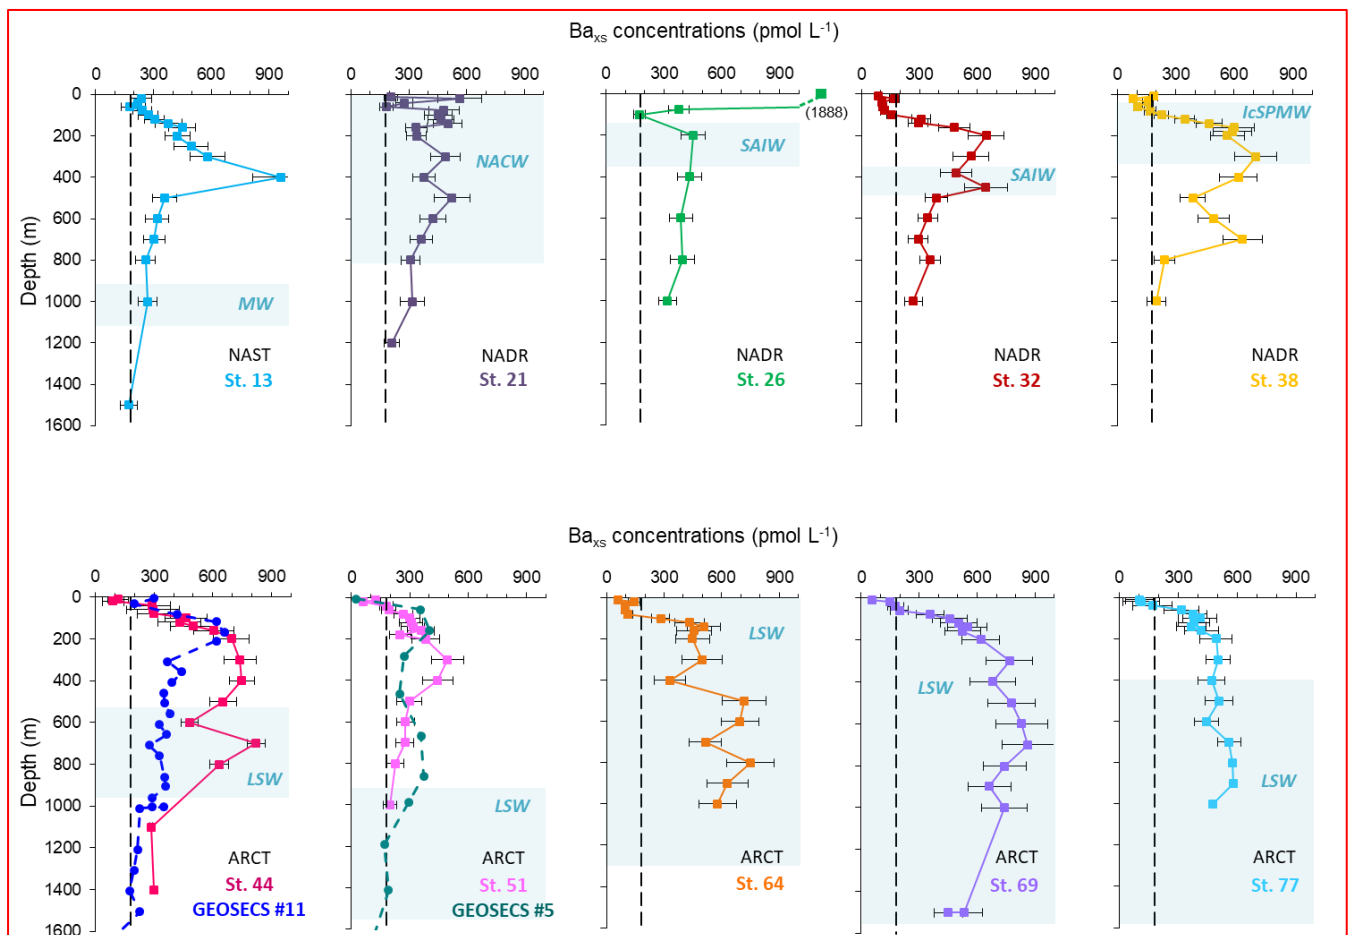 Ba_xs concentrations (pmol L⁻¹)
0 300 600 900 0 300 600 900 0 300 600 900 0 300 600 900 0 300 600 900
0
200
400
600
800
1000
1200
1400
1600
Depth (m)
MW
NAST
St. 13
NACW
NADR
St. 21
(1888)
SAIW
NADR
St. 26
SAIW
NADR
St. 32
IcSPMW
NADR
St. 38
Ba_xs concentrations (pmol L⁻¹)
0 300 600 900 0 300 600 900 0 300 600 900 0 300 600 900 0 300 600 900
0
200
400
600
800
1000
1200
1400
1600
Depth (m)
LSW
ARCT
St. 44
GEOSECS #11
LSW
ARCT
St. 51
GEOSECS #5
LSW
ARCT
St. 64
LSW
ARCT
St. 69
LSW
ARCT
St. 77